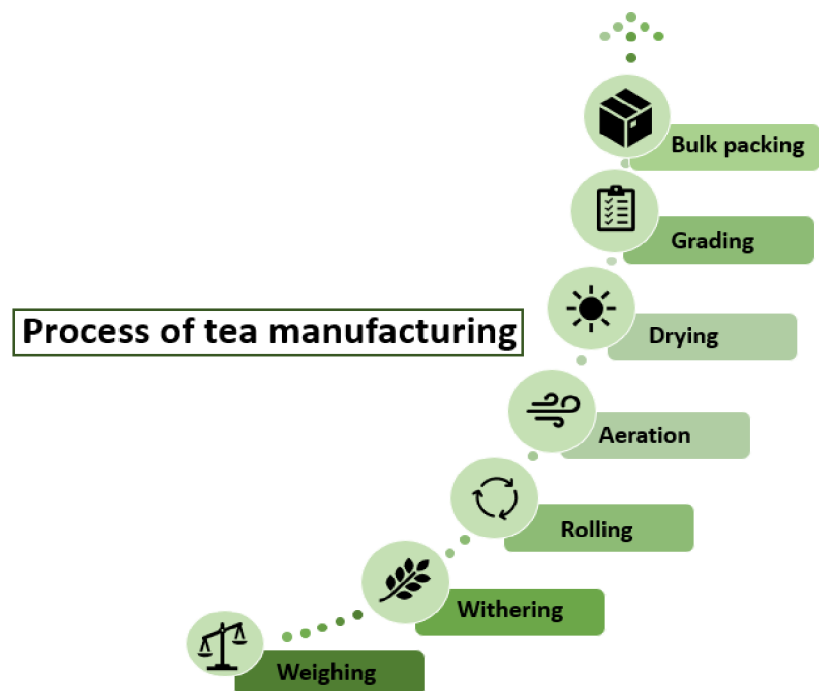 Bulk packing
Grading
Process of tea manufacturing
Drying
Aeration
Rolling
Withering
Weighing